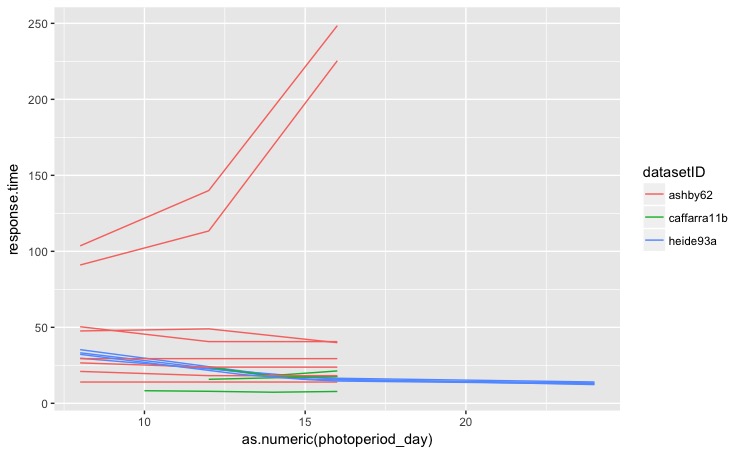 250
200
150
100
50
0
response.time
10
15
20
as.numeric(photoperiod_day)
datasetID
ashby62
caffarra11b
heide93a